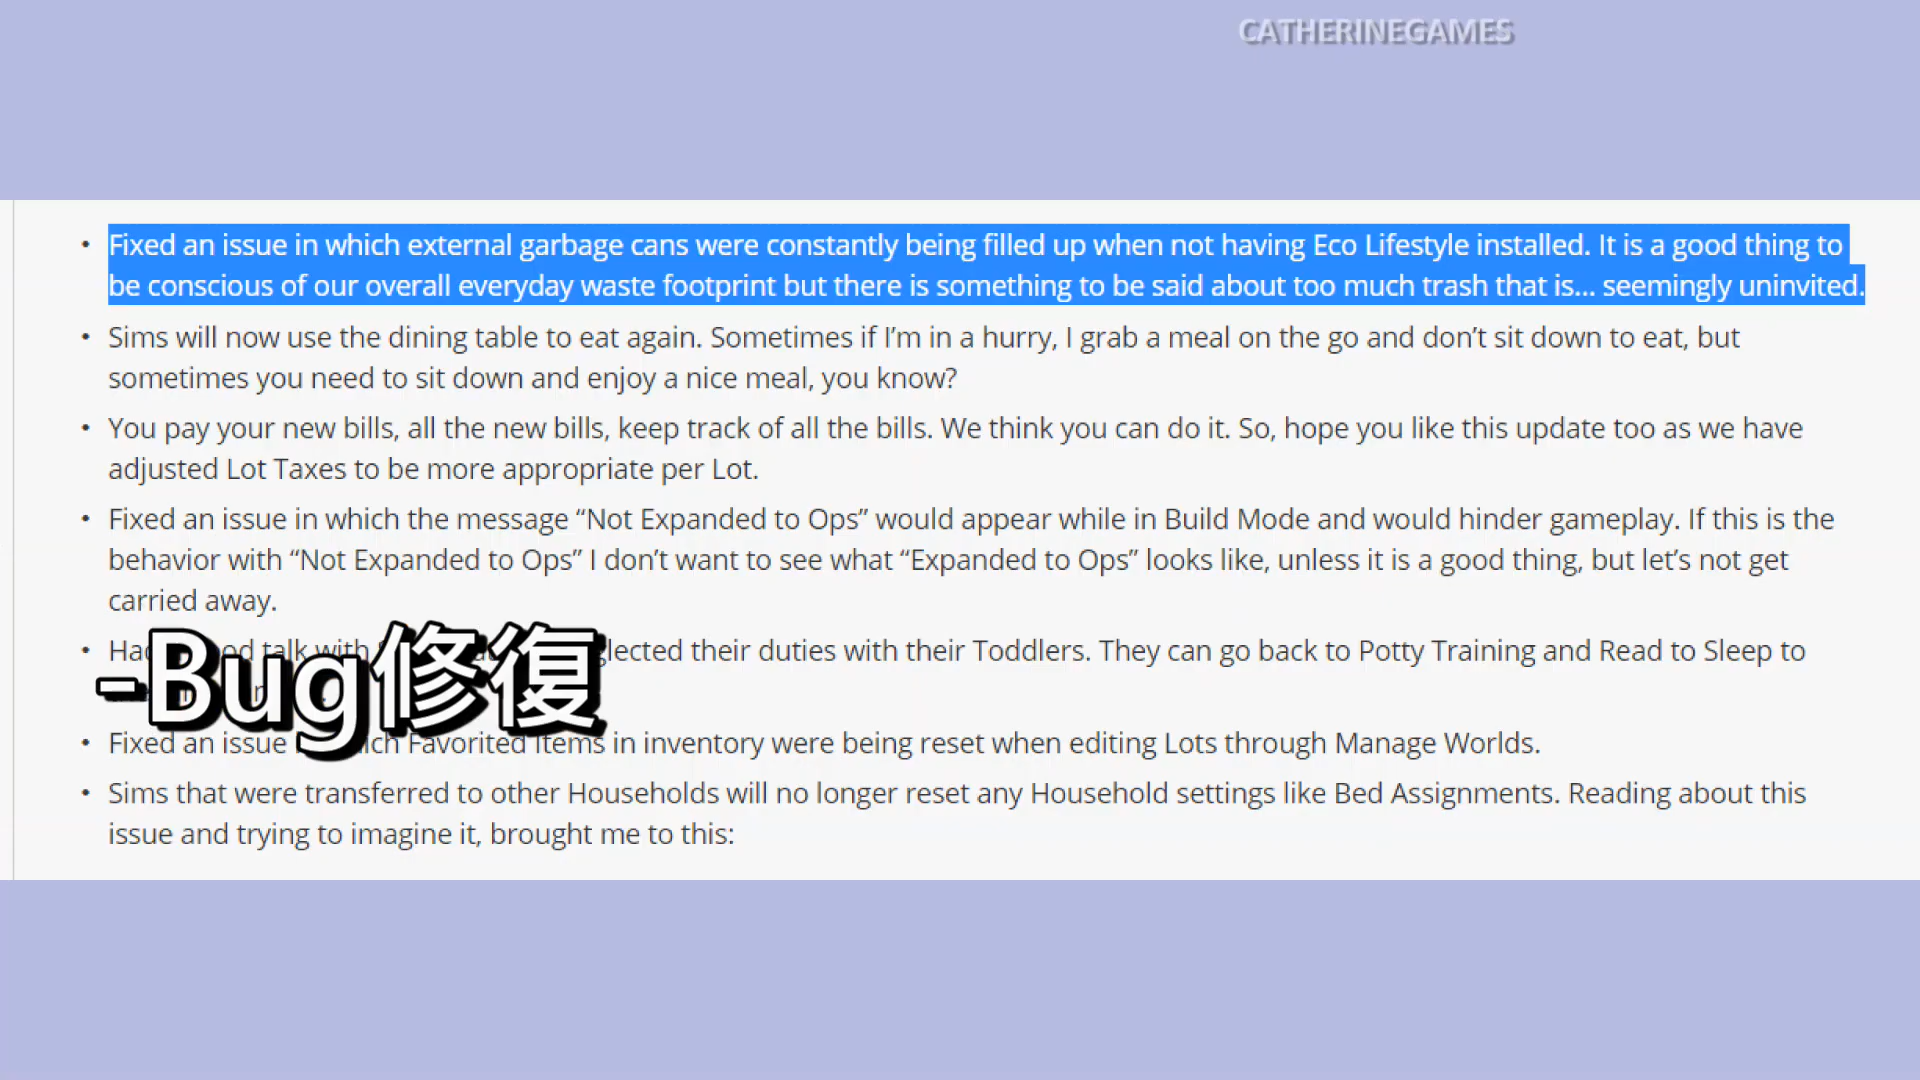 CATHERINEGAMES
• Fixed an issue in which external garbage cans were constantly being filled up when not having Eco Lifestyle installed. It is a good thing to
be conscious of our overall everyday waste footprint but there is something to be said about too much trash that is... seemingly uninvited.
• Sims will now use the dining table to eat again. Sometimes if I’m in a hurry, I grab a meal on the go and don’t sit down to eat, but
sometimes you need to sit down and enjoy a nice meal, you know?
• You pay your new bills, all the new bills, keep track of all the bills. We think you can do it. So, hope you like this update too as we have
adjusted Lot Taxes to be more appropriate per Lot.
• Fixed an issue in which the message “Not Expanded to Ops” would appear while in Build Mode and would hinder gameplay. If this is the
behavior with “Not Expanded to Ops” I don’t want to see what “Expanded to Ops” looks like, unless it is a good thing, but let’s not get
carried away.
• talk with their duties with their Toddlers. They can go back to Potty Training and Read to Sleep to
-Bug修復
• Fixed an issue Favorited Items in inventory were being reset when editing Lots through Manage Worlds.
• Sims that were transferred to other Households will no longer reset any Household settings like Bed Assignments. Reading about this
issue and trying to imagine it, brought me to this: